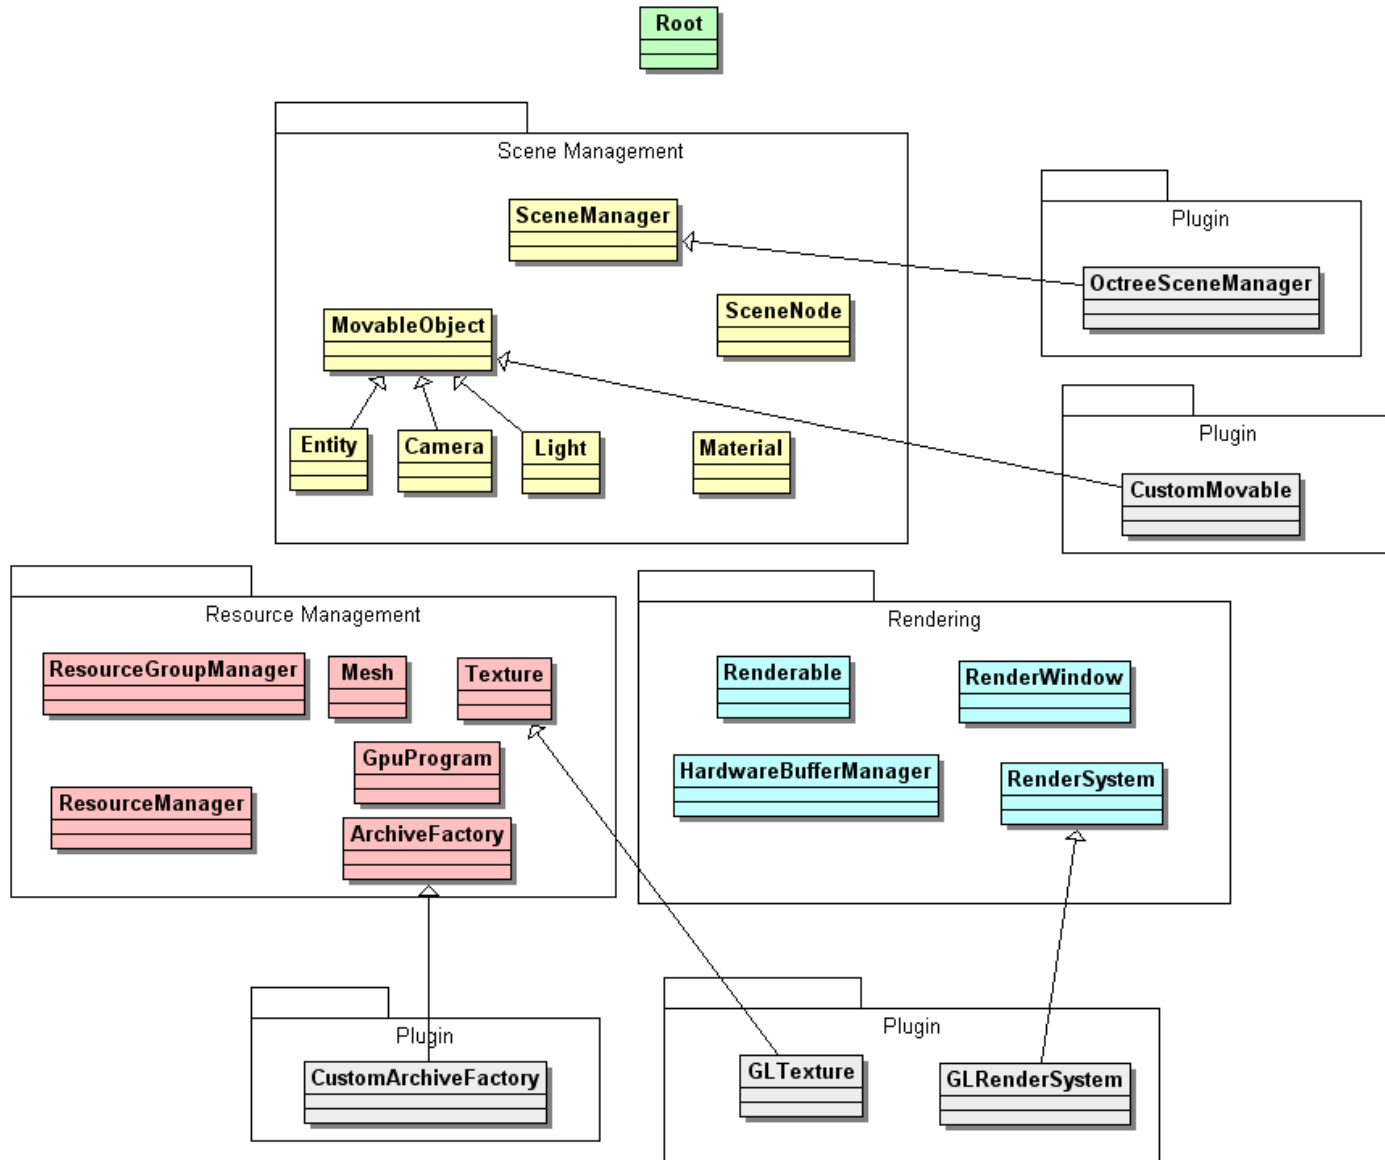 Root
Scene Management
SceneManager
Plugin
OctreeSceneManager
SceneNode
MovableObject
Entity
Camera
Light
Material
Plugin
CustomMovable
Resource Management
ResourceGroupManager
Mesh
Texture
GpuProgram
ResourceManager
ArchiveFactory
Rendering
Renderable
RenderWindow
HardwareBufferManager
RenderSystem
Plugin
CustomArchiveFactory
Plugin
GLTexture
GLRenderSystem